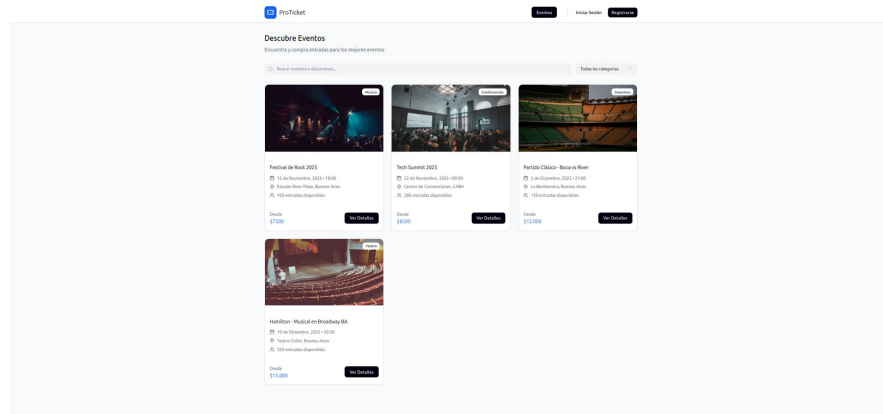 ProTicket
Eventos
Iniciar Sesión
Registrarse
Descubre Eventos
Encuentra y compra entradas para los mejores eventos
Buscar eventos o ubicaciones...
Todas las categorías
Música
Festival de Rock 2025
15 de Noviembre, 2025 • 18:00
Estadio River Plate, Buenos Aires
450 entradas disponibles
Desde
$7500
Ver Detalles
Conferencias
Tech Summit 2025
22 de Noviembre, 2025 • 09:00
Centro de Convenciones, CABA
280 entradas disponibles
Desde
$8500
Ver Detalles
Deportes
Partido Clásico - Boca vs River
5 de Diciembre, 2025 • 21:00
La Bombonera, Buenos Aires
150 entradas disponibles
Desde
$12.000
Ver Detalles
Teatro
Hamilton - Musical en Broadway BA
10 de Diciembre, 2025 • 20:30
Teatro Colón, Buenos Aires
320 entradas disponibles
Desde
$15.000
Ver Detalles